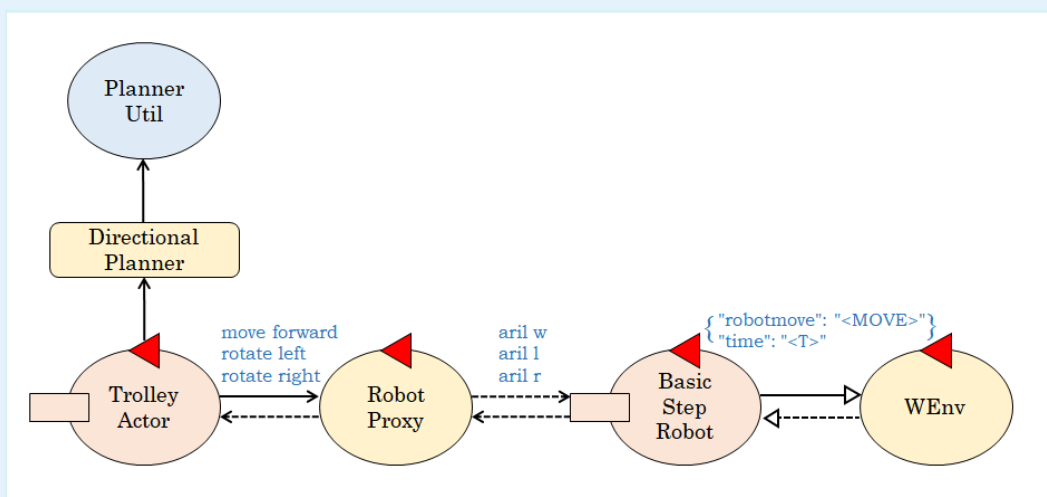 Planner
Util
Directional
Planner
move forward
rotate left
rotate right
aril w
aril l
aril r
{ "robotmove": "<MOVE>" }
"time": "<T>"
Trolley
Actor
Robot
Proxy
Basic
Step
Robot
WEnv